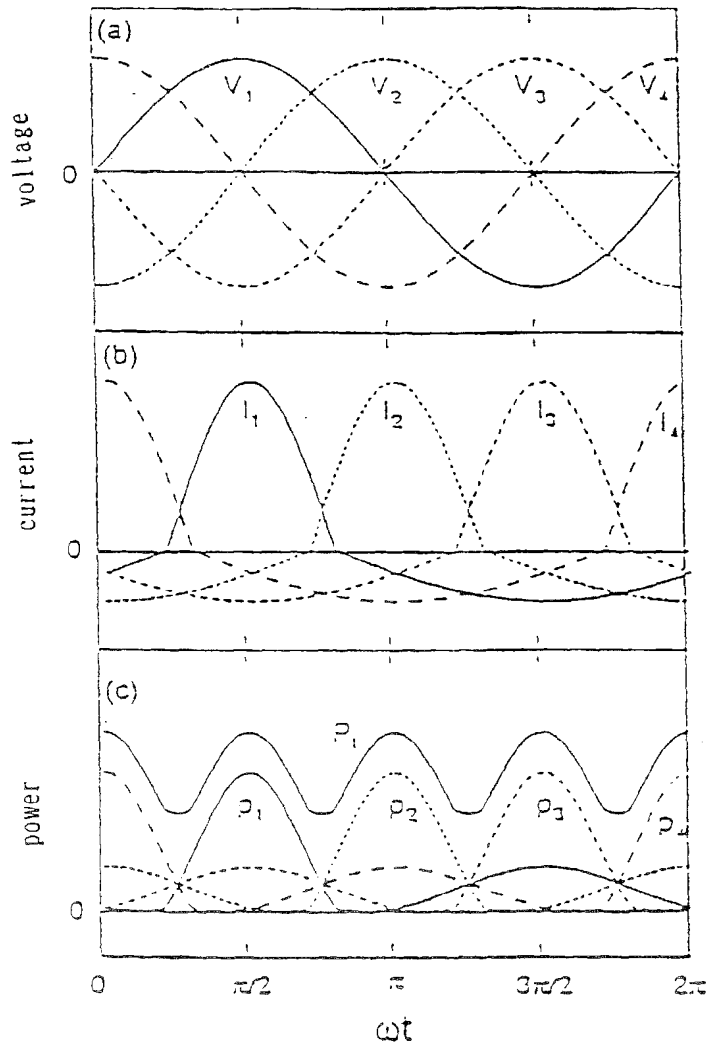 (a)
V1 V2 V3 V4
voltage
0
(b)
I1 I2 I3 I4
current
0
(c)
Pt
P1 P2 P3 P4
power
0
0 π/2 π 3π/2 2π
ωt